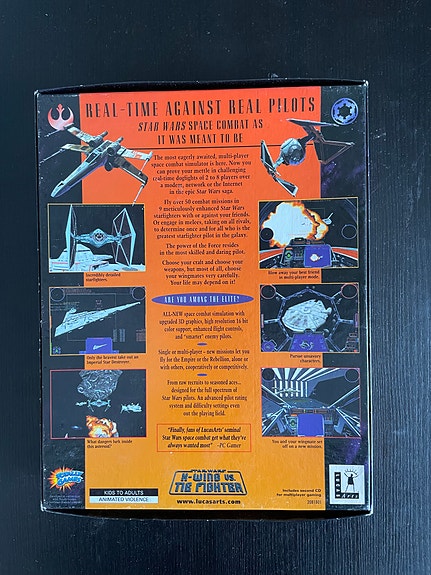 REAL-TIME AGAINST REAL PILOTS
STAR WARS SPACE COMBAT AS
IT WAS MEANT TO BE
The most eagerly awaited, multi-player
space combat simulator is here. Now you
can prove your mettle in challenging
real-time dogfights of 2 to 8 players over
a modem, network or the Internet
in the epic Star Wars saga.
Fly over 50 combat missions in
9 meticulously enhanced Star Wars
starfighters with or against your friends.
Or engage in melees, taking on all rivals,
to determine once and for all who is the
greatest starfighter pilot in the galaxy.
The power of the Force resides
in the most skilled and daring pilot.
Choose your craft and choose your
weapons, but most of all, choose
your wingmates very carefully.
Your life may depend on it!
Incredibly detailed
starfighters.
Blow away your best friend
in multi-player mode.
ARE YOU AMONG THE ELITE?
ALL-NEW space combat simulation with
upgraded 3D graphics, high resolution 16 bit
color support, enhanced flight controls,
and "smarter" enemy pilots.
Only the bravest take out an
Imperial Star Destroyer.
Pursue unsavory
characters.
Single or multi-player - new missions let you
fly for the Empire or the Rebellion, alone or
with others, cooperatively or competitively.
From new recruits to seasoned aces...
designed for the full spectrum of
Star Wars pilots. An advanced pilot rating
system and difficulty settings even
out the playing field.
What dangers lurk inside
this asteroid?
You and your wingmate set
off on a new mission.
"Finally, fans of LucasArts' seminal
Star Wars space combat get what they've
always wanted most" -PC Gamer
STAR WARS
X-WING VS.
TIE FIGHTER
www.lucasarts.com
KIDS TO ADULTS
ANIMATED VIOLENCE
Includes second CD
for multiplayer gaming
LUCAS
ARTS